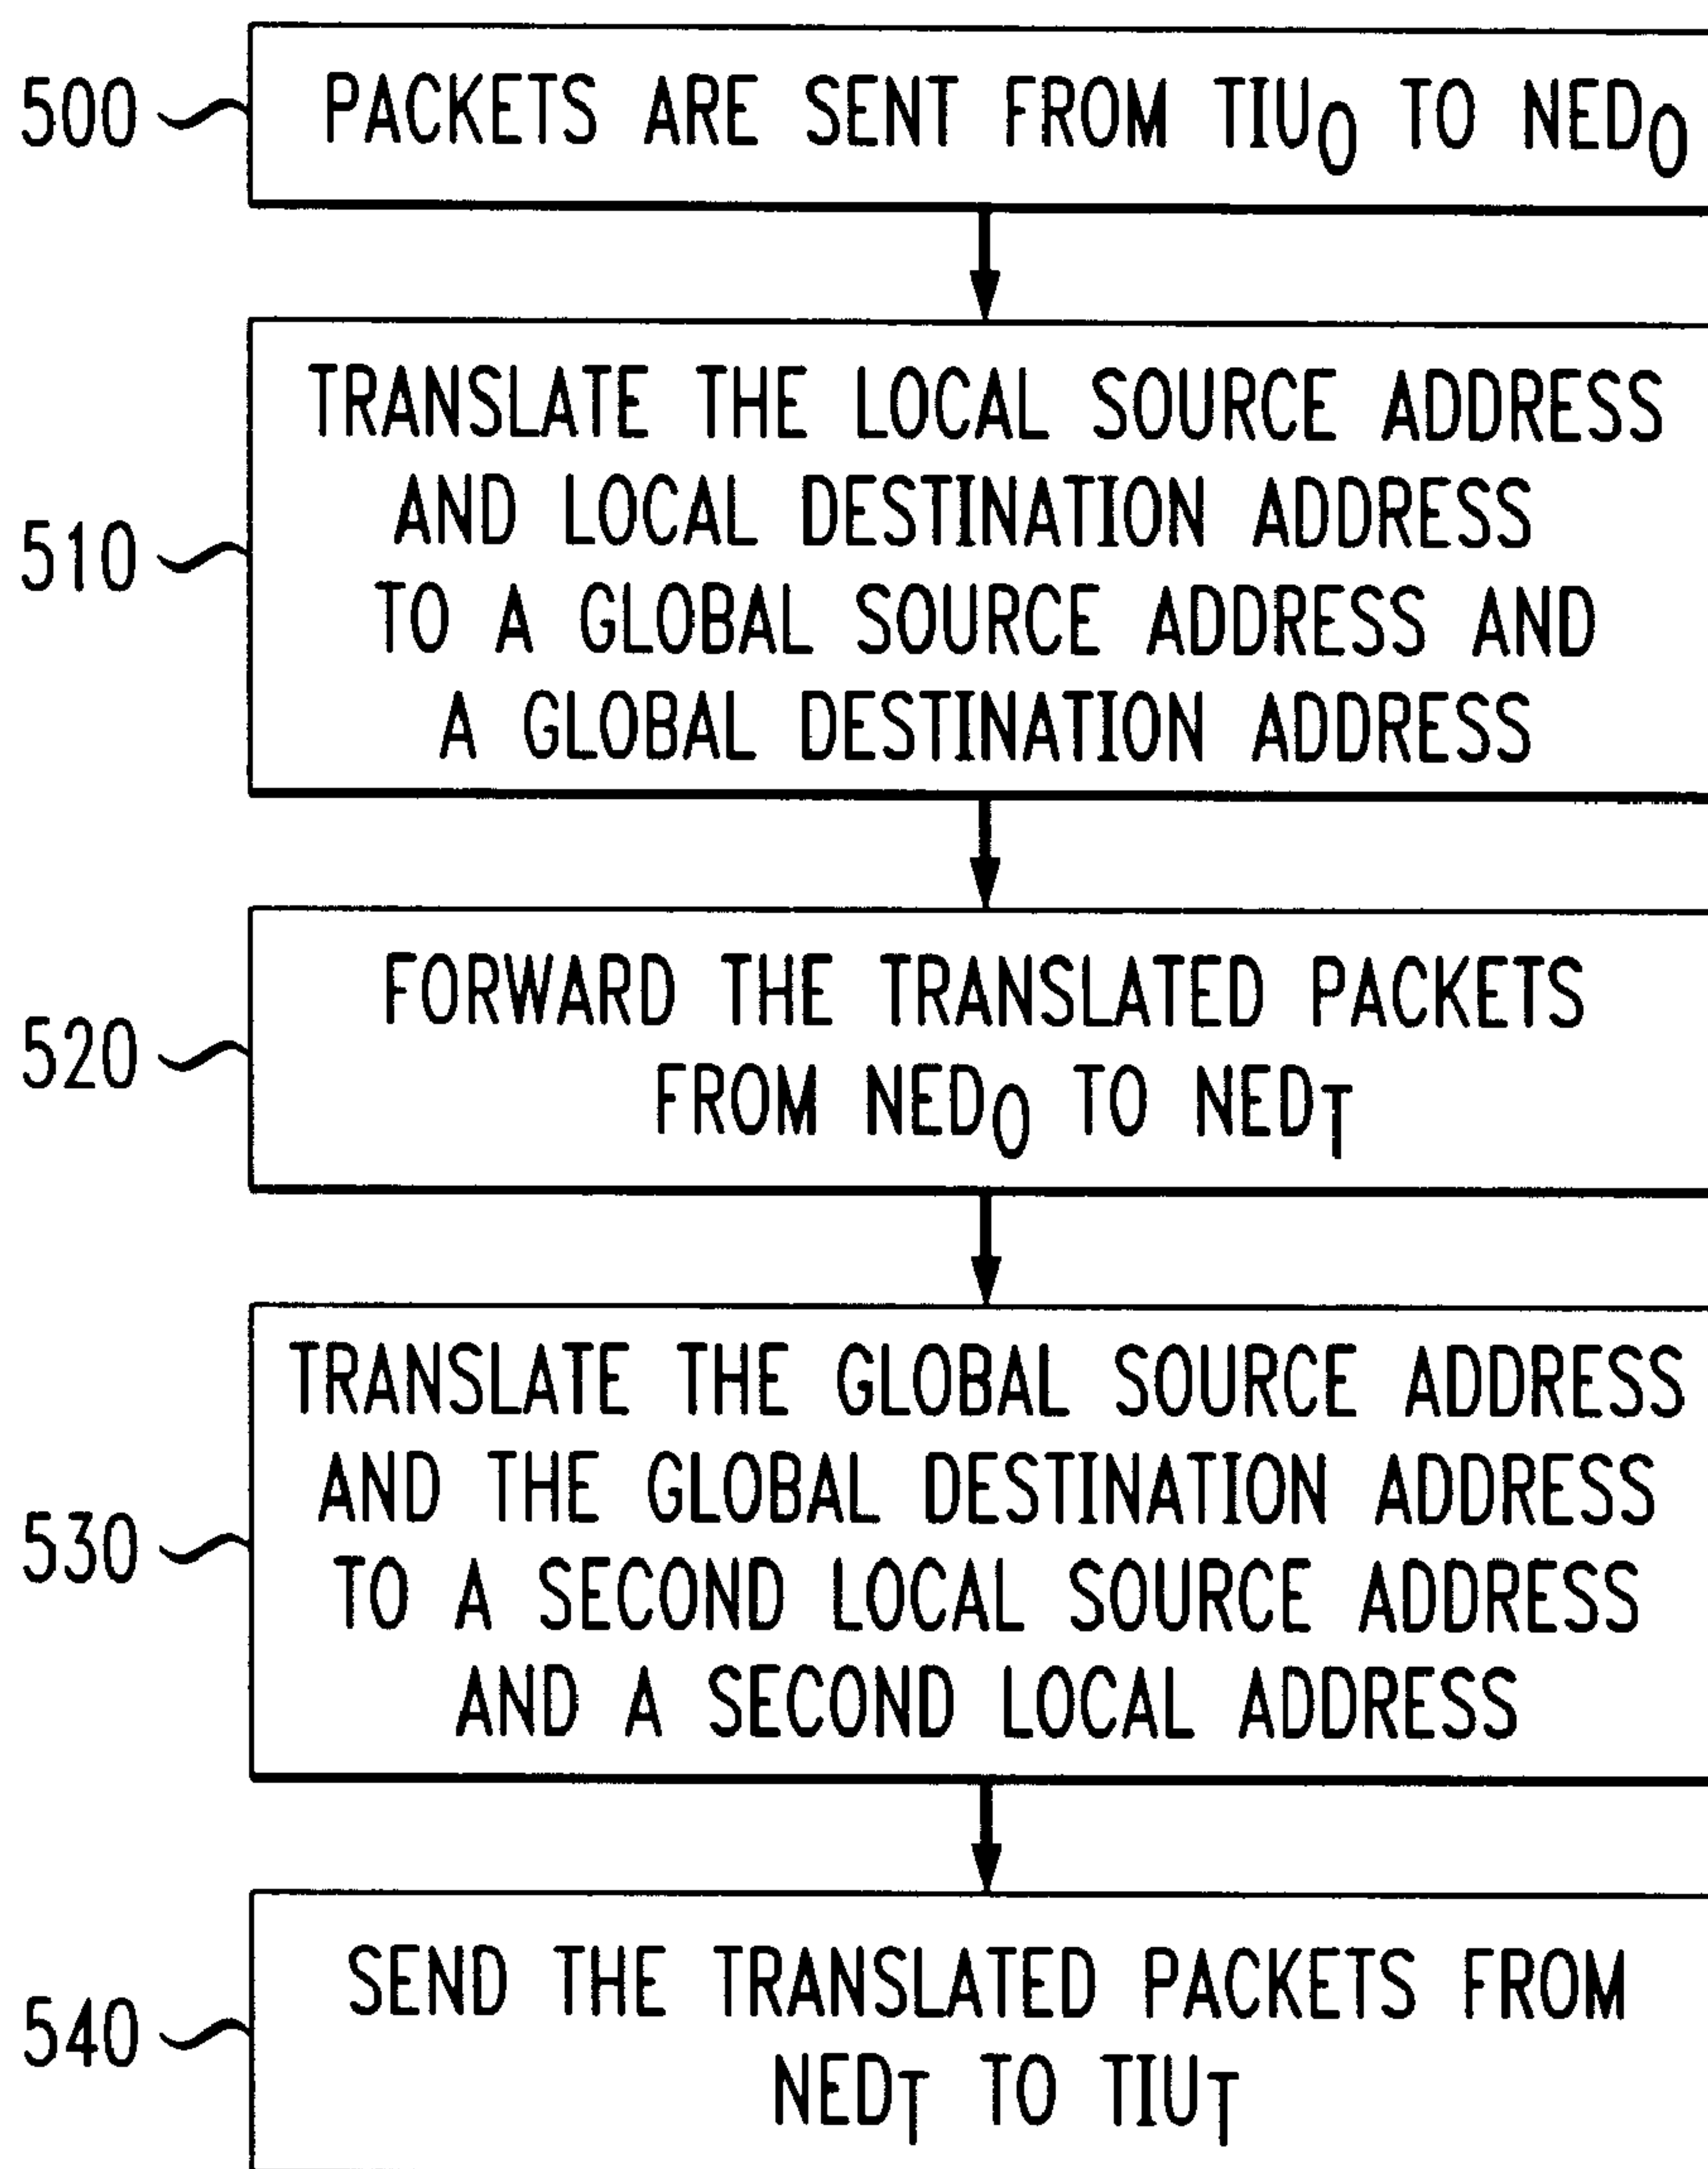 500
PACKETS ARE SENT FROM TIU₀ TO NED₀
510
TRANSLATE THE LOCAL SOURCE ADDRESS
AND LOCAL DESTINATION ADDRESS
TO A GLOBAL SOURCE ADDRESS AND
A GLOBAL DESTINATION ADDRESS
520
FORWARD THE TRANSLATED PACKETS
FROM NED₀ TO NEDT
530
TRANSLATE THE GLOBAL SOURCE ADDRESS
AND THE GLOBAL DESTINATION ADDRESS
TO A SECOND LOCAL SOURCE ADDRESS
AND A SECOND LOCAL ADDRESS
540
SEND THE TRANSLATED PACKETS FROM
NEDT TO TIUT